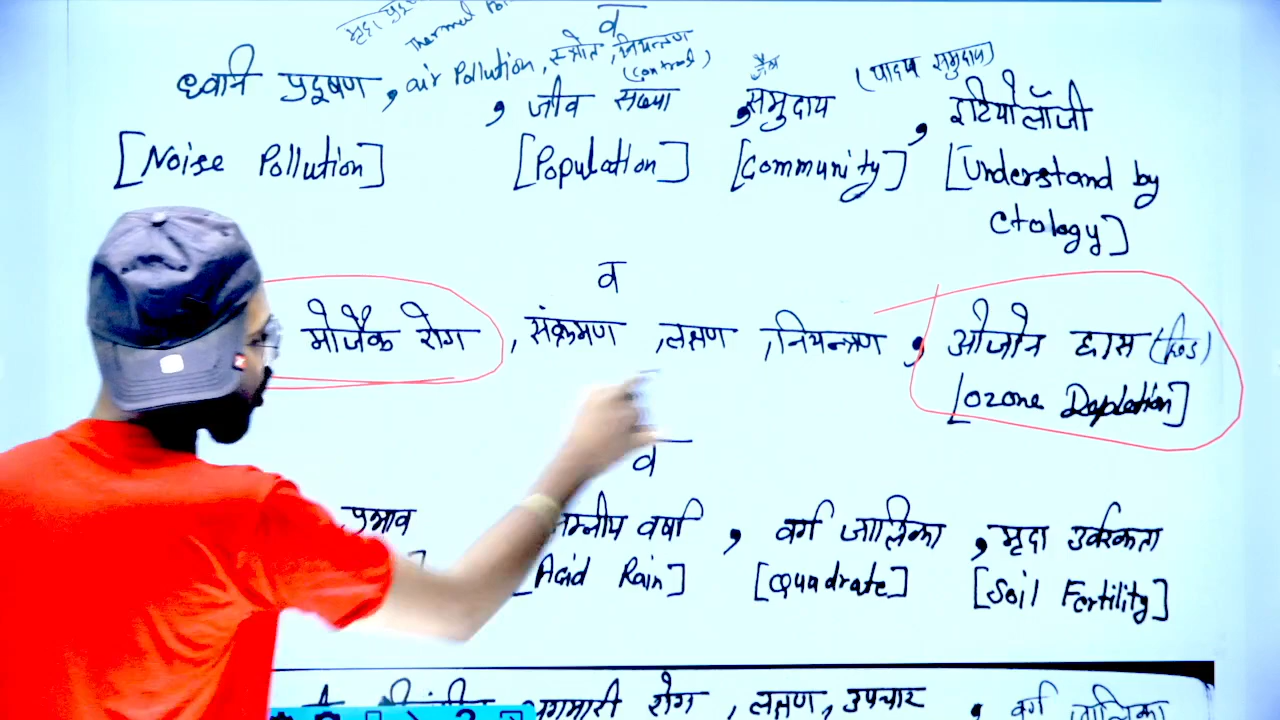 मृदा
Thermal
व
ध्वनि प्रदूषण , air Pollution , स्त्रोत , नियन्त्रण
(control)
, जीव संख्या , जैव समुदाय (पादप समुदाय) , इटियोलॉजी
[Noise Pollution] [Population] [Community] [Understand by
Etology]
व
मोजैक रोग , संक्रमण , लक्षण , नियन्त्रण , ओजोन ह्रास
[Ozone Depletion]
व
, प्रभाव अम्लीय वर्षा , वर्ग जालिका , मृदा उर्वरकता
[Acid Rain] [Quadrate] [Soil Fertility]
रोग , लक्षण , उपचार , वर्ग जालिका